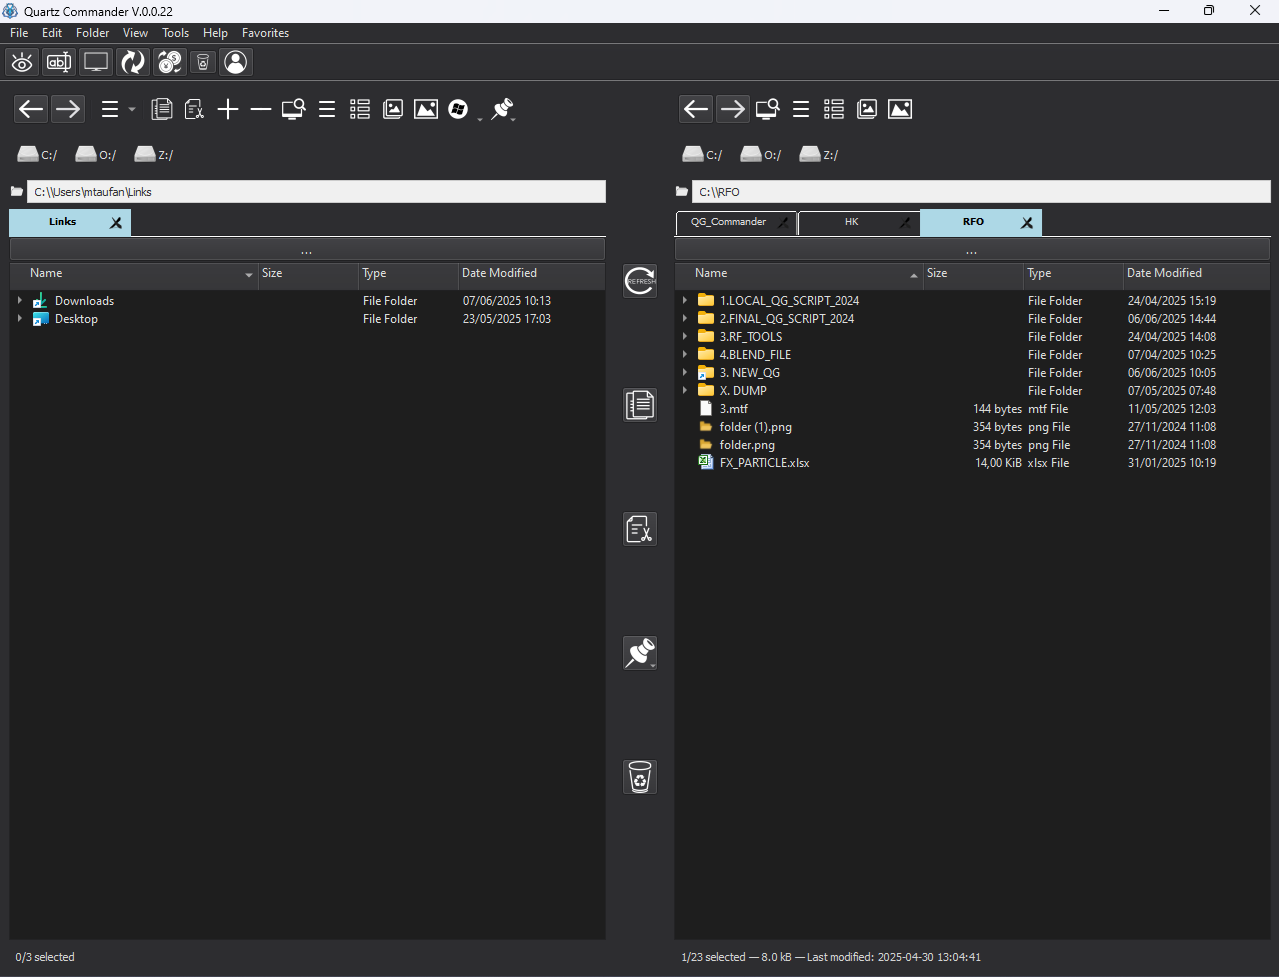 Quartz Commander V.0.0.22
File Edit Folder View Tools Help Favorites
ab
C:/ O:/ Z:/
C:/ O:/ Z:/
C:\\Users\mtaufan\Links
C:\\RFO
Links
QG_Commander HK RFO
...
...
Name Size Type Date Modified
Downloads File Folder 07/06/2025 10:13
Desktop File Folder 23/05/2025 17:03
REFRESH
Name Size Type Date Modified
1.LOCAL_QG_SCRIPT_2024 File Folder 24/04/2025 15:19
2.FINAL_QG_SCRIPT_2024 File Folder 06/06/2025 14:44
3.RF_TOOLS File Folder 24/04/2025 14:08
4.BLEND_FILE File Folder 07/04/2025 10:25
3. NEW_QG File Folder 06/06/2025 10:05
X. DUMP File Folder 07/05/2025 07:48
3.mtf 144 bytes mtf File 11/05/2025 12:03
folder (1).png 354 bytes png File 27/11/2024 11:08
folder.png 354 bytes png File 27/11/2024 11:08
FX_PARTICLE.xlsx 14,00 KiB xlsx File 31/01/2025 10:19
0/3 selected
1/23 selected — 8.0 kB — Last modified: 2025-04-30 13:04:41